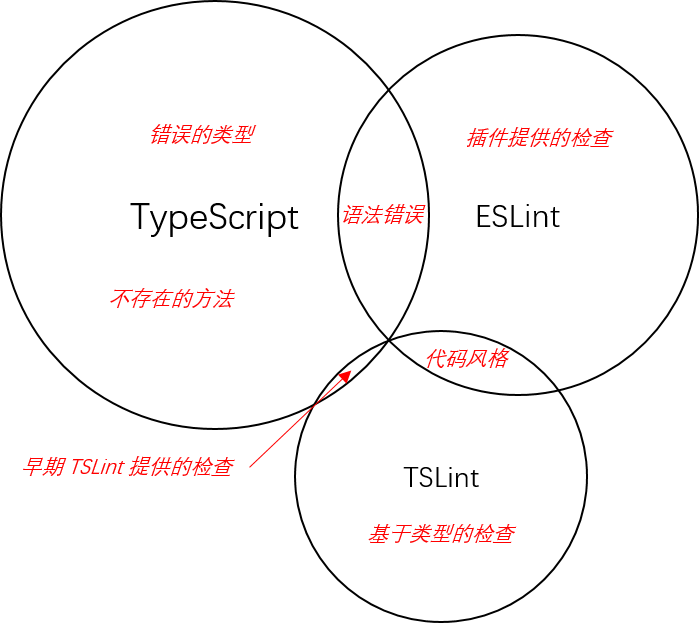 错误的类型
插件提供的检查
TypeScript
语法错误
ESLint
不存在的方法
代码风格
早期 TSLint 提供的检查
TSLint
基于类型的检查